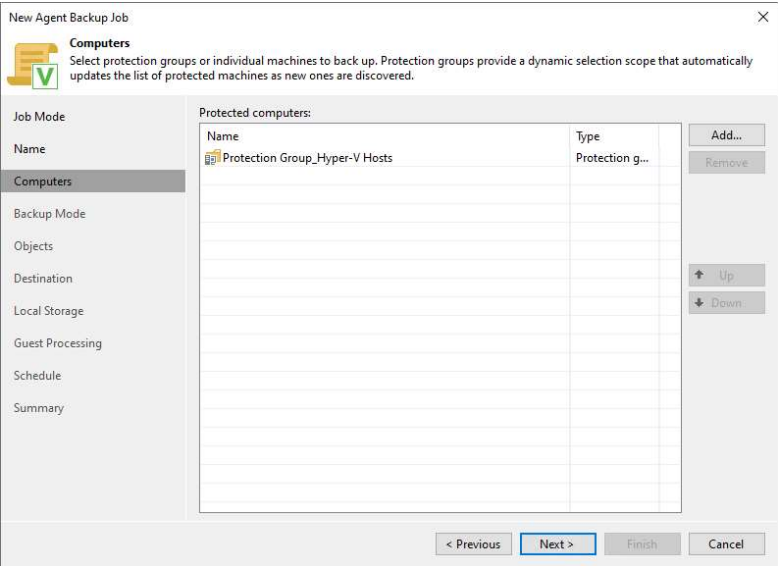 New Agent Backup Job
Computers
Select protection groups or individual machines to back up. Protection groups provide a dynamic selection scope that automatically
updates the list of protected machines as new ones are discovered.
V
Job Mode
Name
Computers
Backup Mode
Objects
Destination
Local Storage
Guest Processing
Schedule
Summary
Protected computers:
Name Type
Protection Group_Hyper-V Hosts Protection g...
Add...
Remove
Up
Down
< Previous Next > Finish Cancel